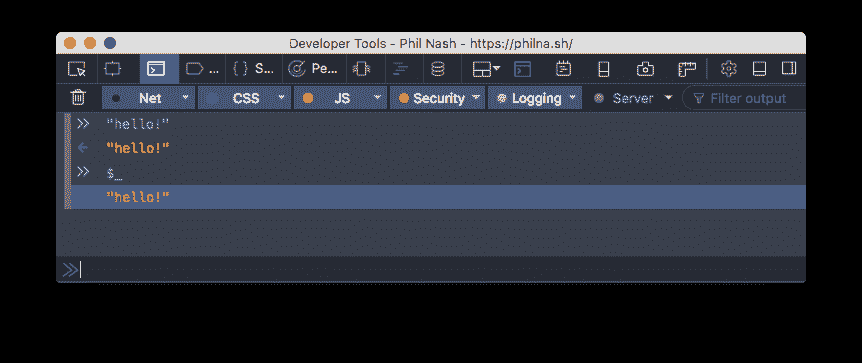 Developer Tools - Phil Nash - https://philna.sh/
... { } S... Pe...
Net CSS JS Security Logging Server Filter output
>> "hello!"
← "hello!"
>> $_
"hello!"
>>